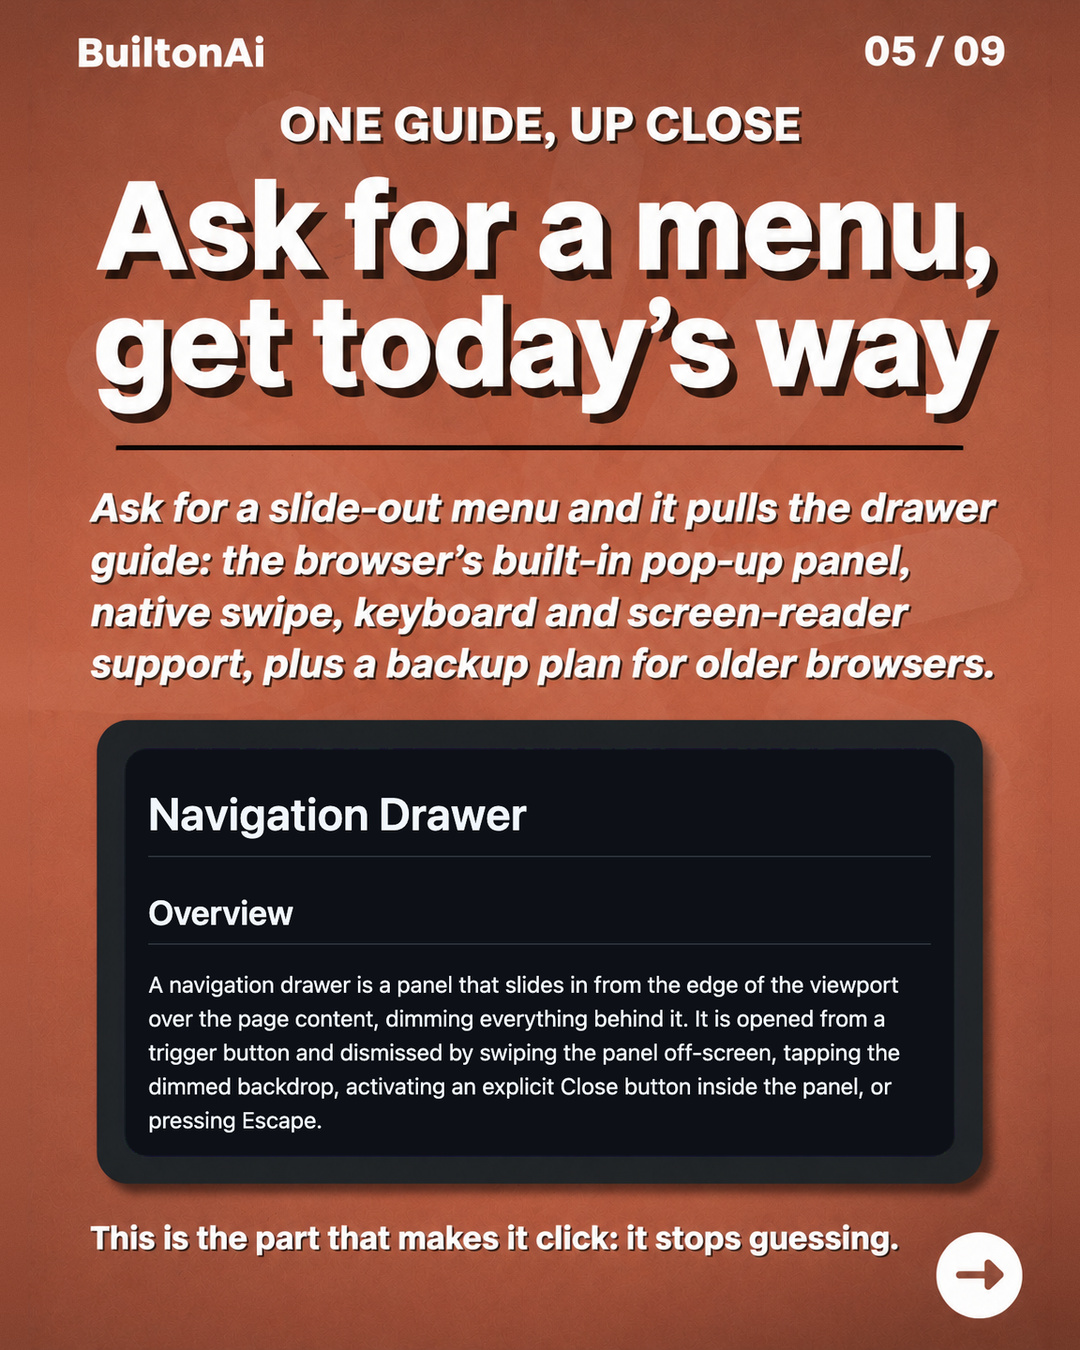 BuiltonAi
05 / 09
ONE GUIDE, UP CLOSE
Ask for a menu,
get today’s way
Ask for a slide-out menu and it pulls the drawer
guide: the browser’s built-in pop-up panel,
native swipe, keyboard and screen-reader
support, plus a backup plan for older browsers.
Navigation Drawer
Overview
A navigation drawer is a panel that slides in from the edge of the viewport
over the page content, dimming everything behind it. It is opened from a
trigger button and dismissed by swiping the panel off-screen, tapping the
dimmed backdrop, activating an explicit Close button inside the panel, or
pressing Escape.
This is the part that makes it click: it stops guessing.